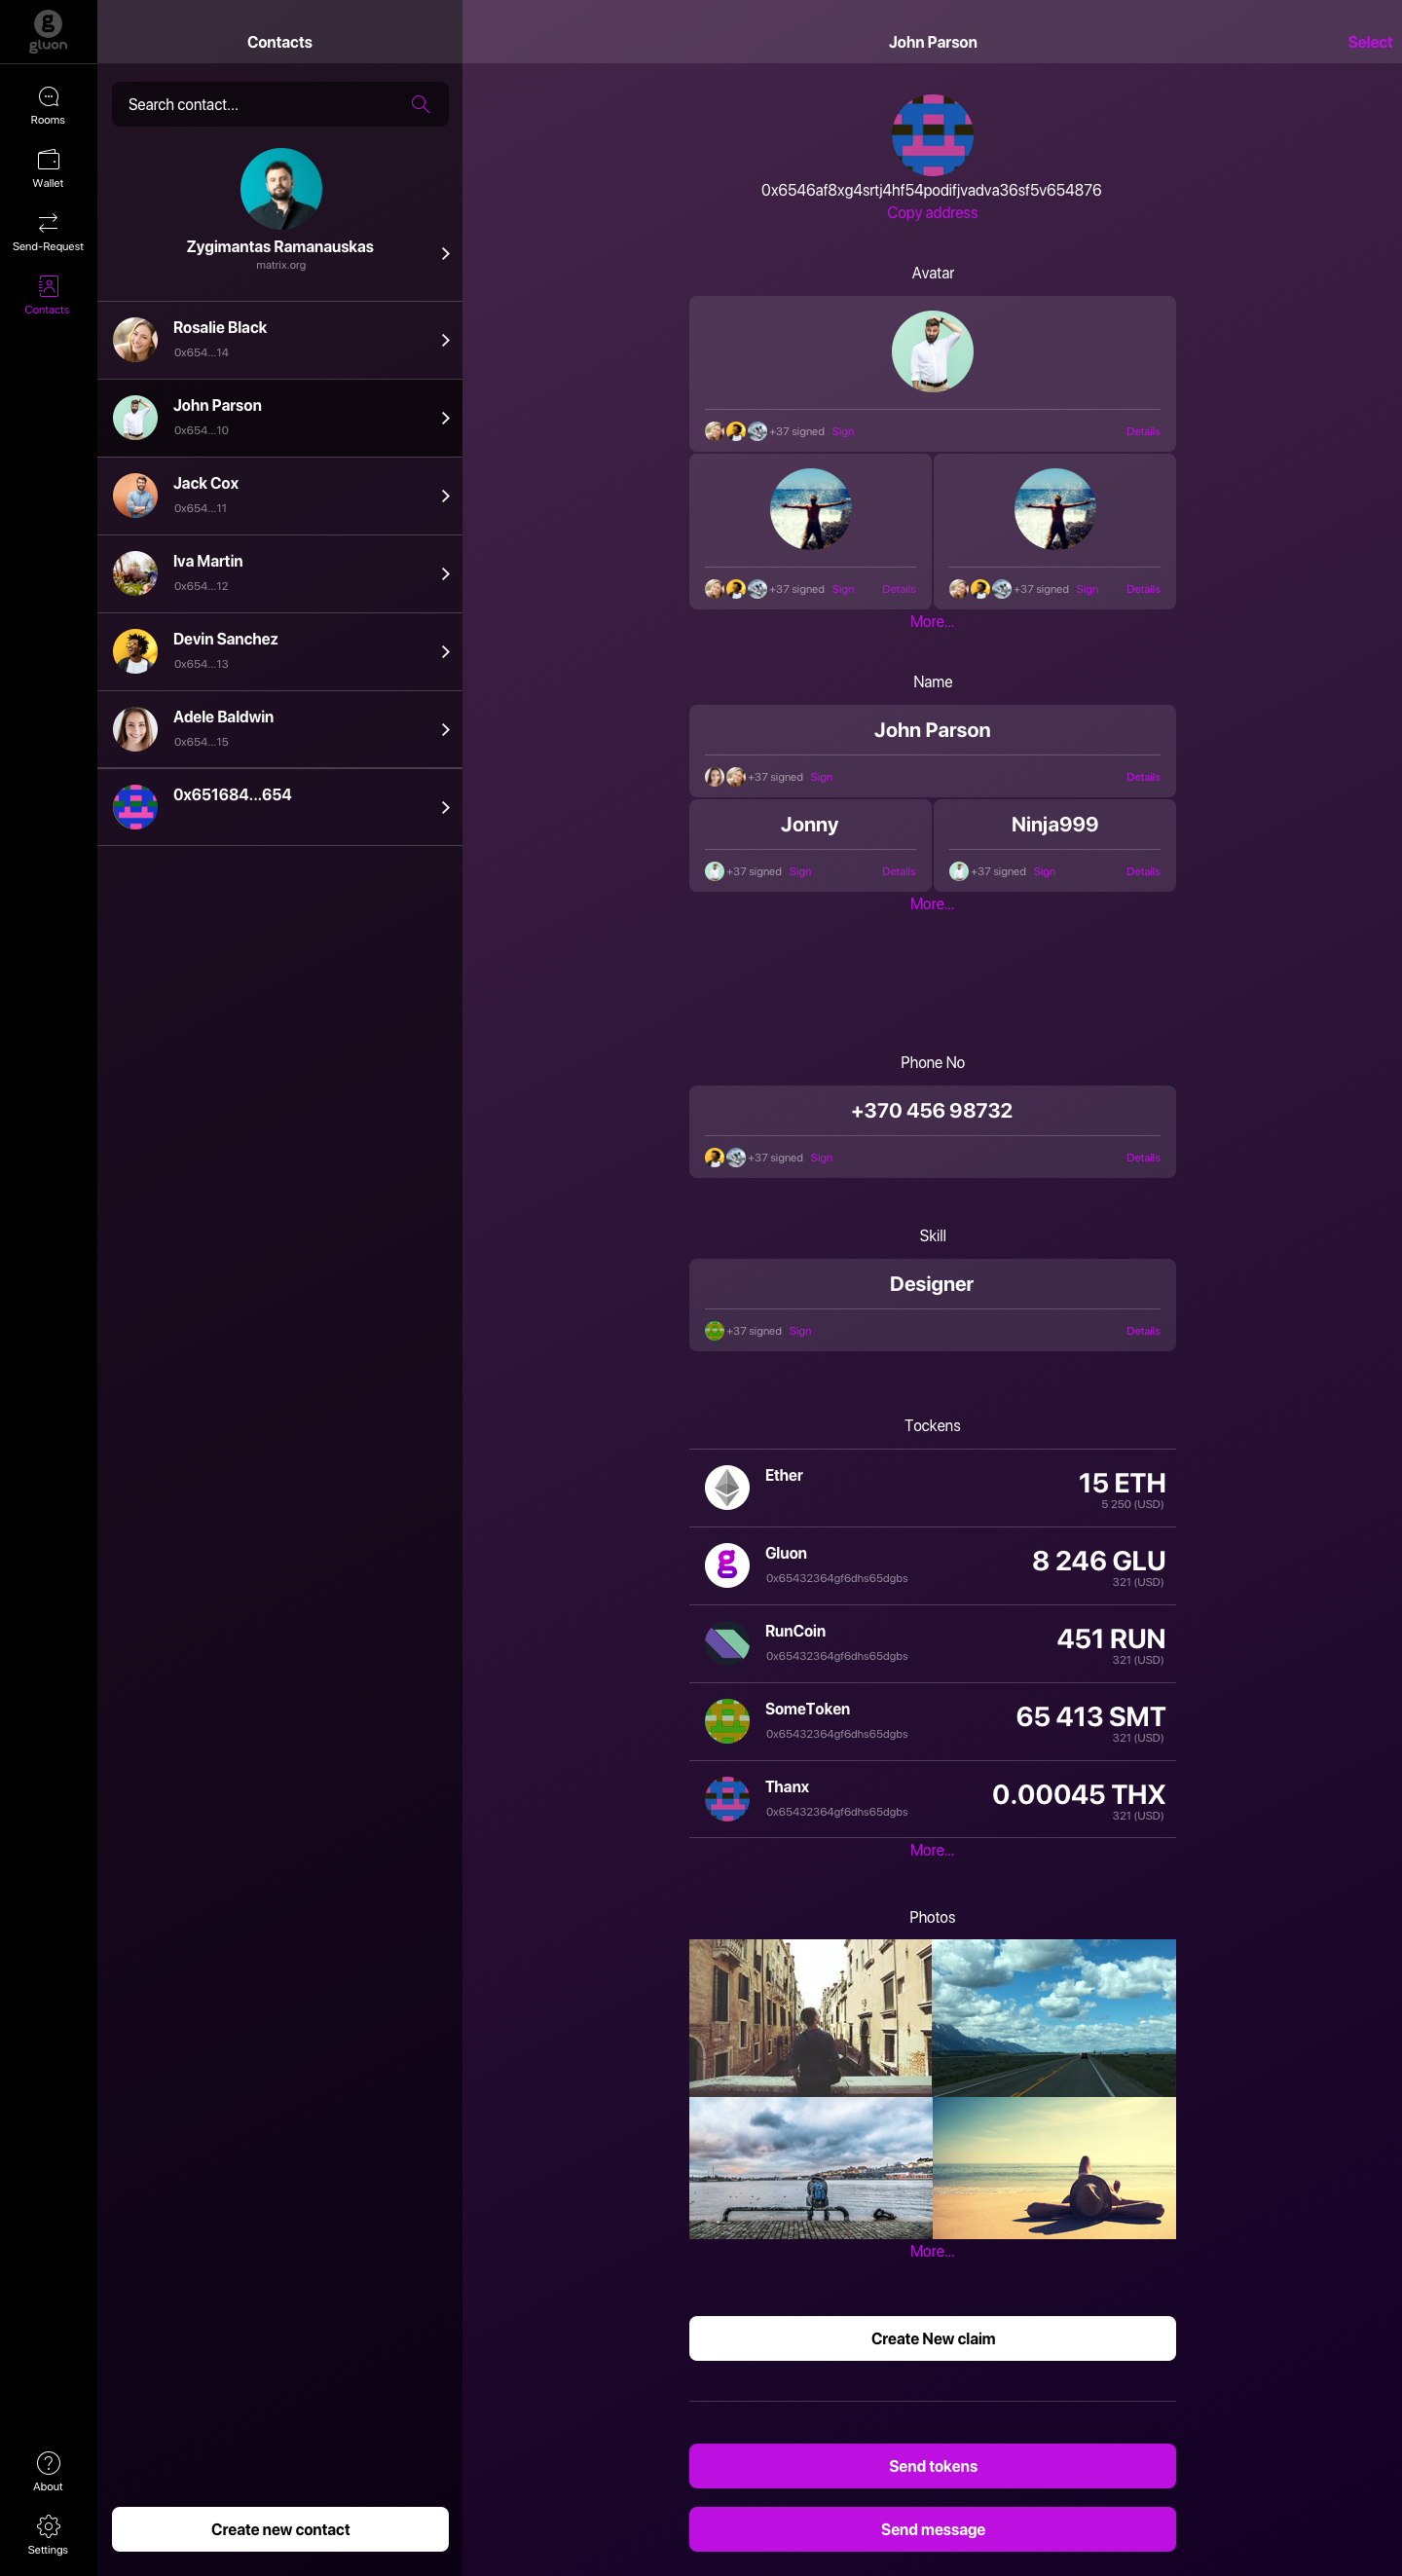 gluon
Rooms
Wallet
Send-Request
Contacts
About
Settings
Contacts
Search contact...
Zygimantas Ramanauskas
matrix.org
Rosalie Black
0x654...14
John Parson
0x654...10
Jack Cox
0x654...11
Iva Martin
0x654...12
Devin Sanchez
0x654...13
Adele Baldwin
0x654...15
0x651684...654
Create new contact
John Parson
Select
0x6546af8xg4srtj4hf54podifjvadva36sf5v654876
Copy address
Avatar
+37 signed Sign Details
+37 signed Sign Details
+37 signed Sign Details
More...
Name
John Parson
+37 signed Sign Details
Jonny
+37 signed Sign Details
Ninja999
+37 signed Sign Details
More...
Phone No
+370 456 98732
+37 signed Sign Details
Skill
Designer
+37 signed Sign Details
Tockens
Ether
15 ETH
5 250 (USD)
Gluon
0x65432364gf6dhs65dgbs
8 246 GLU
321 (USD)
RunCoin
0x65432364gf6dhs65dgbs
451 RUN
321 (USD)
SomeToken
0x65432364gf6dhs65dgbs
65 413 SMT
321 (USD)
Thanx
0x65432364gf6dhs65dgbs
0.00045 THX
321 (USD)
More...
Photos
More...
Create New claim
Send tokens
Send message